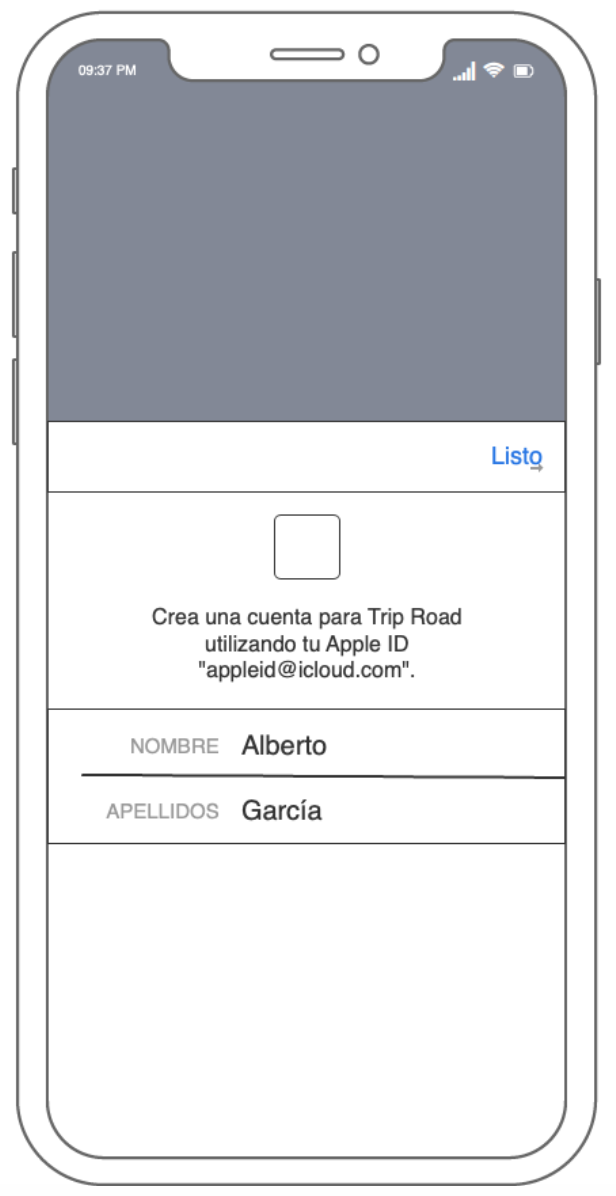 09:37 PM
Listo
Crea una cuenta para Trip Road
utilizando tu Apple ID
"appleid@icloud.com".
NOMBRE Alberto
APELLIDOS García